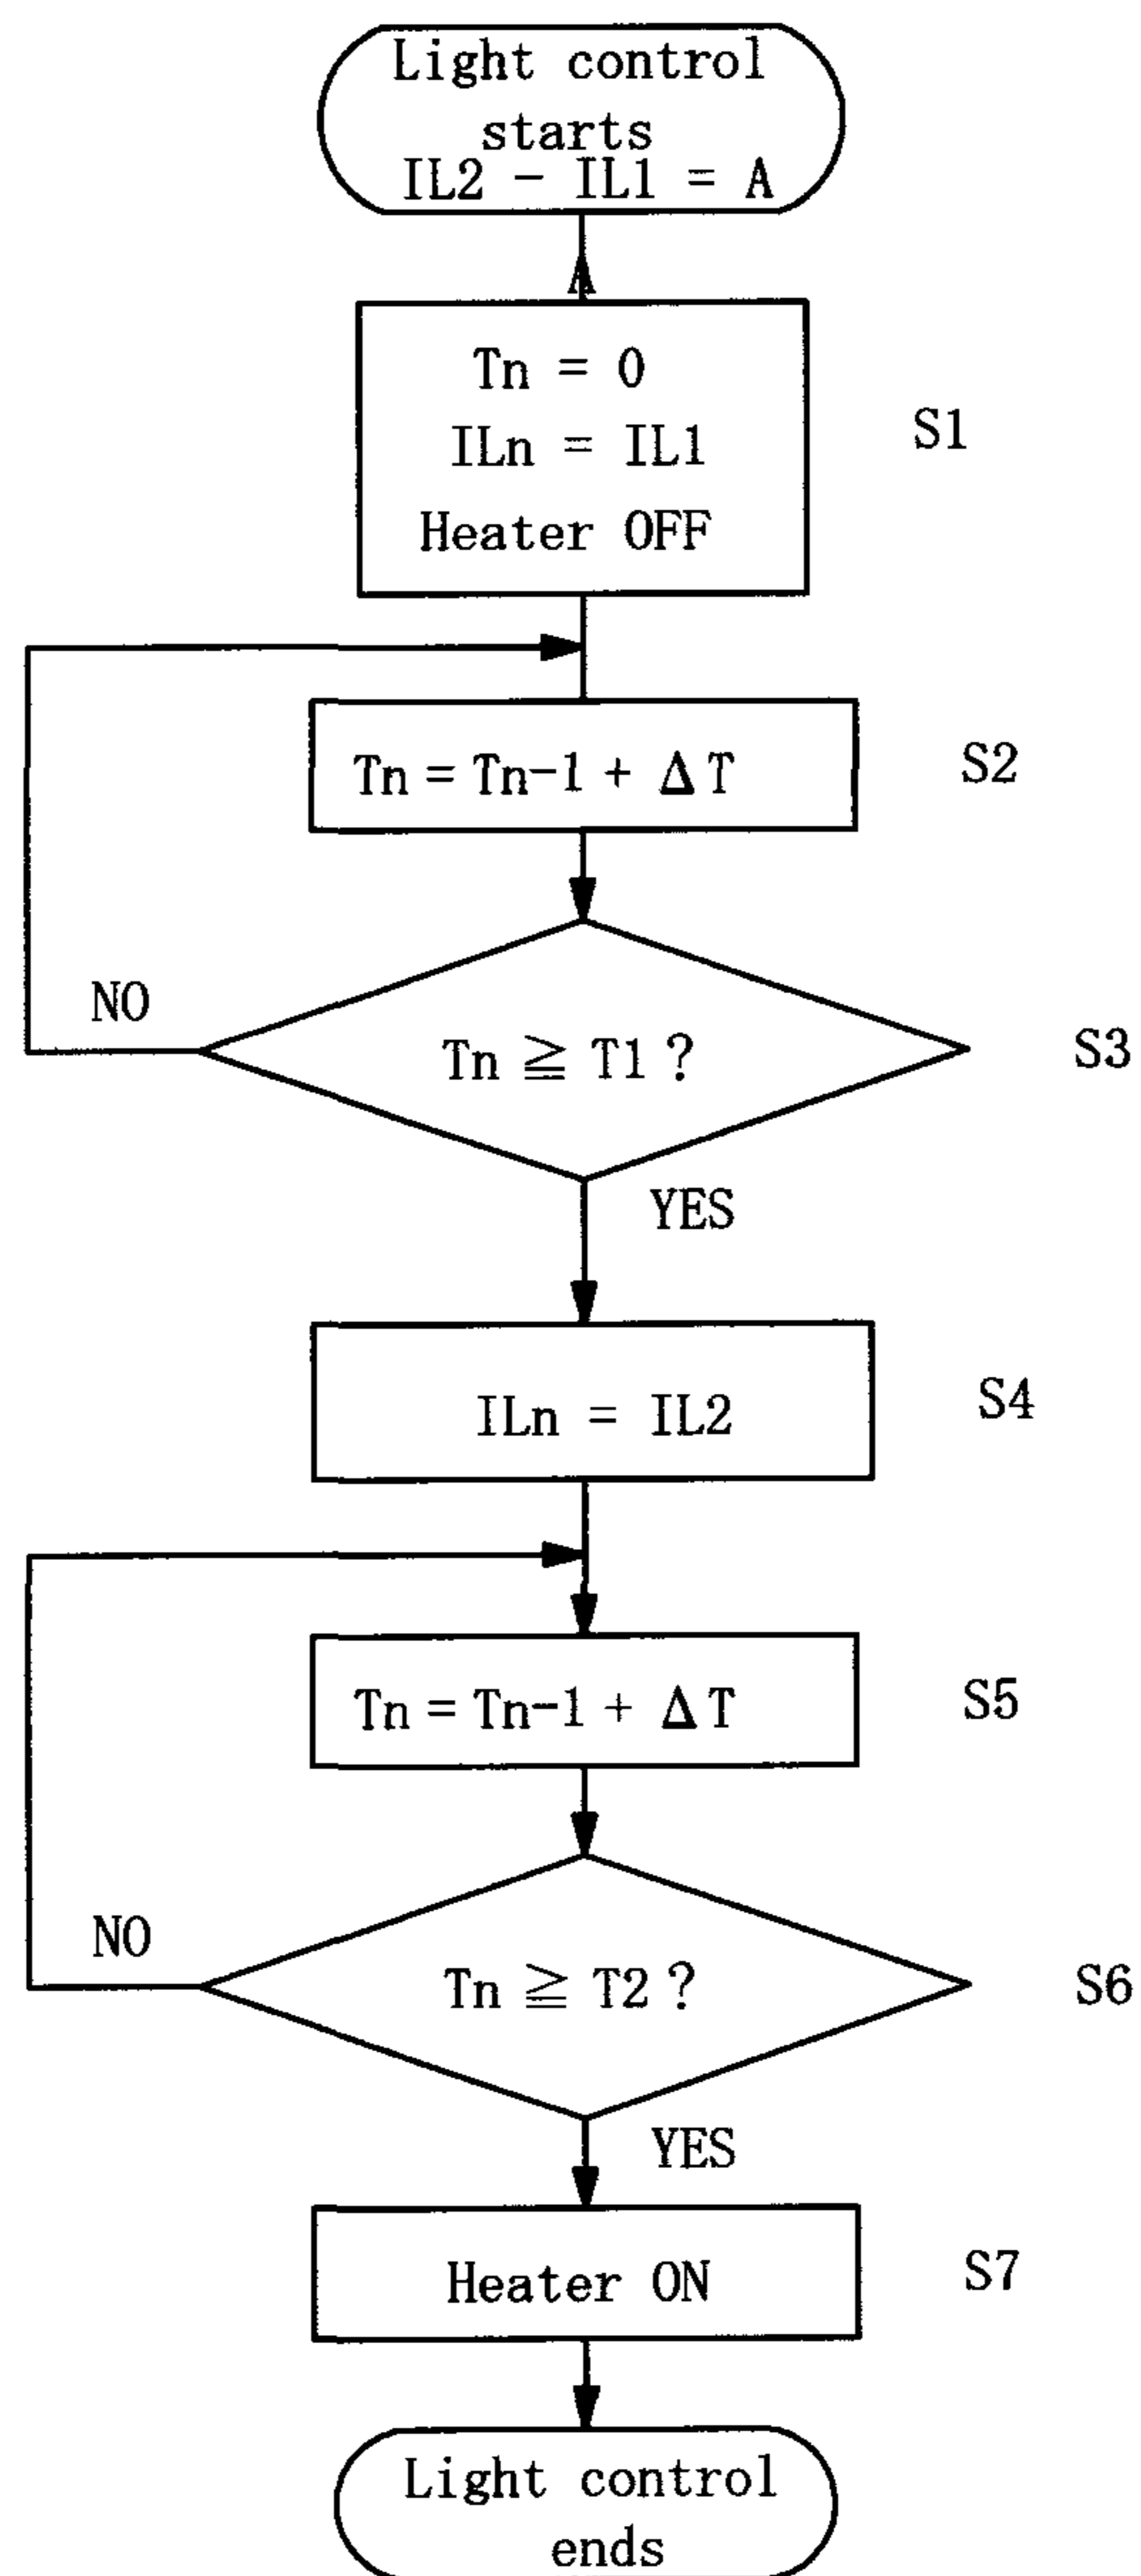 Light control
starts
IL2 - IL1 = A
A
Tn = 0
ILn = IL1
Heater OFF
S1
Tn = Tn-1 + ΔT
S2
NO
Tn ≧ T1 ?
S3
YES
ILn = IL2
S4
Tn = Tn-1 + ΔT
S5
NO
Tn ≧ T2 ?
S6
YES
Heater ON
S7
Light control
ends